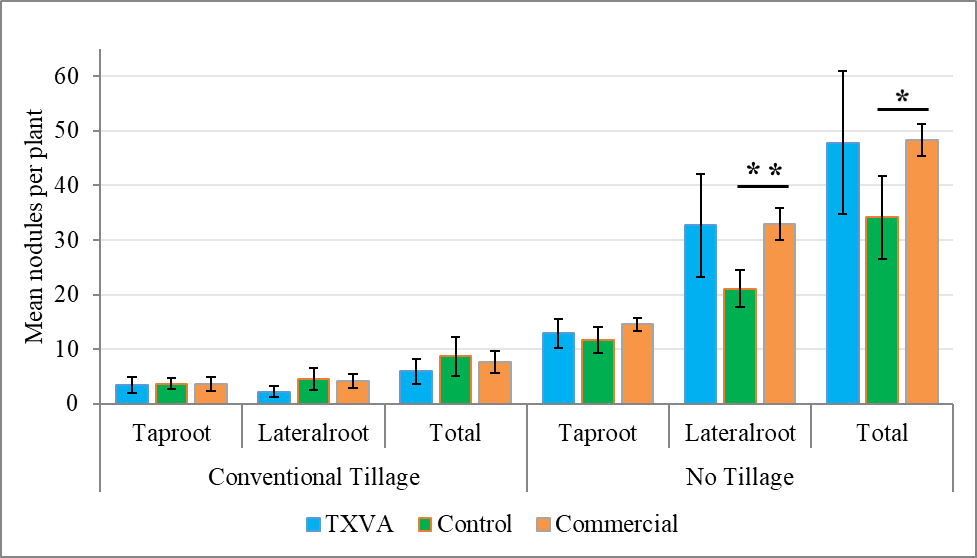 Mean nodules per plant
60
50
40
30
20
10
0
* *
*
Taproot Lateralroot Total Taproot Lateralroot Total
Conventional Tillage No Tillage
TXVA Control Commercial